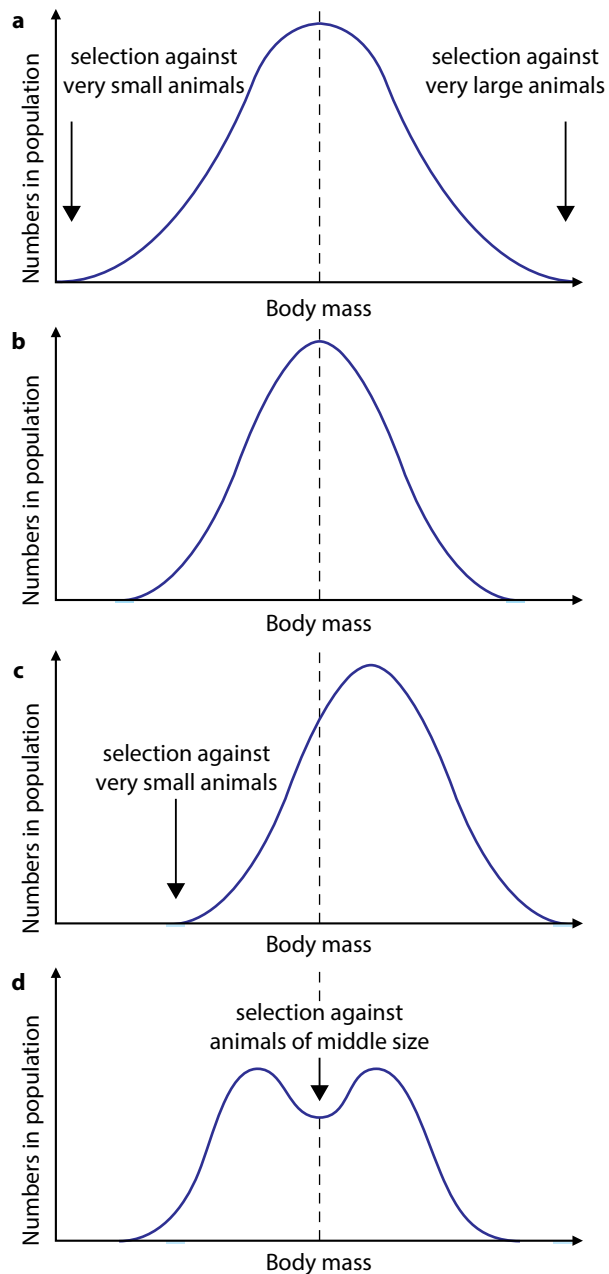 a
selection against
very small animals
selection against
very large animals
Numbers in population
Body mass
b
Numbers in population
Body mass
c
selection against
very small animals
Numbers in population
Body mass
d
selection against
animals of middle size
Numbers in population
Body mass